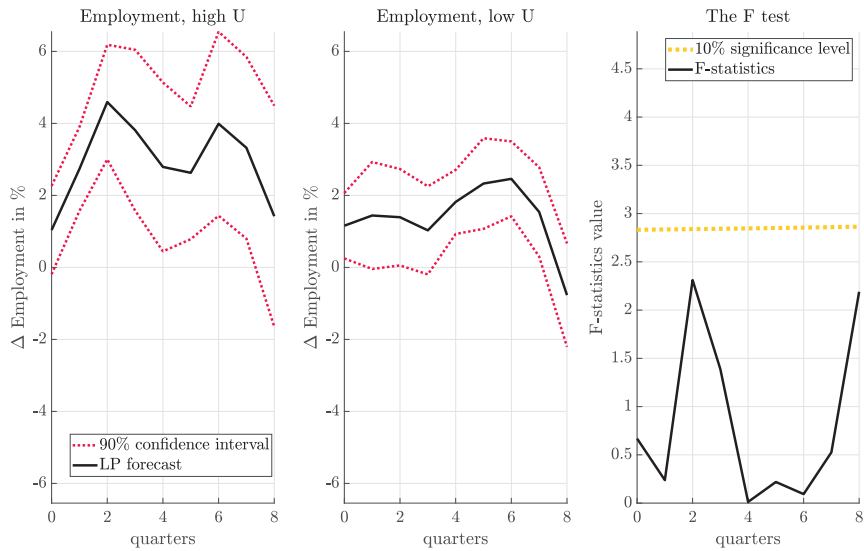 Employment, high U
Δ Employment in %
6
4
2
0
-2
-4
-6
90% confidence interval
LP forecast
0 2 4 6 8
quarters
Employment, low U
Δ Employment in %
6
4
2
0
-2
-4
-6
0 2 4 6 8
quarters
The F test
F-statistics value
10% significance level
F-statistics
4.5
4
3.5
3
2.5
2
1.5
1
0.5
0
0 2 4 6 8
quarters